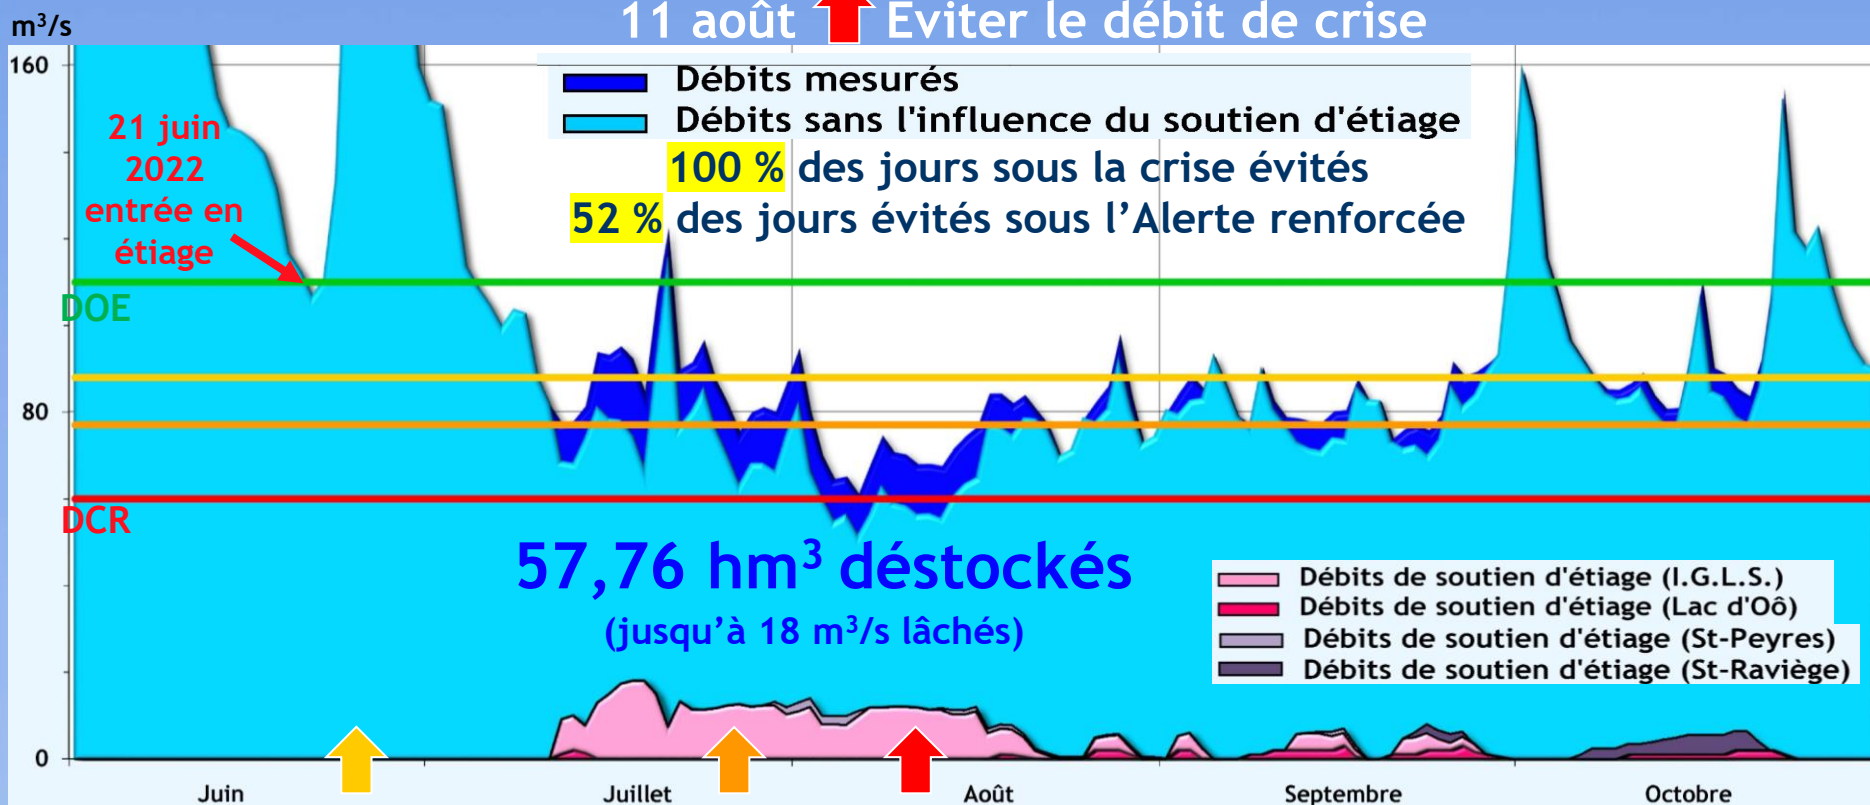 m³/s
11 août Eviter le débit de crise
160
Débits mesurés
Débits sans l'influence du soutien d'étiage
100 % des jours sous la crise évités
52 % des jours évités sous l’Alerte renforcée
21 juin
2022
entrée en
étiage
DOE
80
DCR
57,76 hm³ déstockés
(jusqu’à 18 m³/s lâchés)
Débits de soutien d'étiage (I.G.L.S.)
Débits de soutien d'étiage (Lac d'Oô)
Débits de soutien d'étiage (St-Peyres)
Débits de soutien d'étiage (St-Raviège)
0
Juin Juillet Août Septembre Octobre